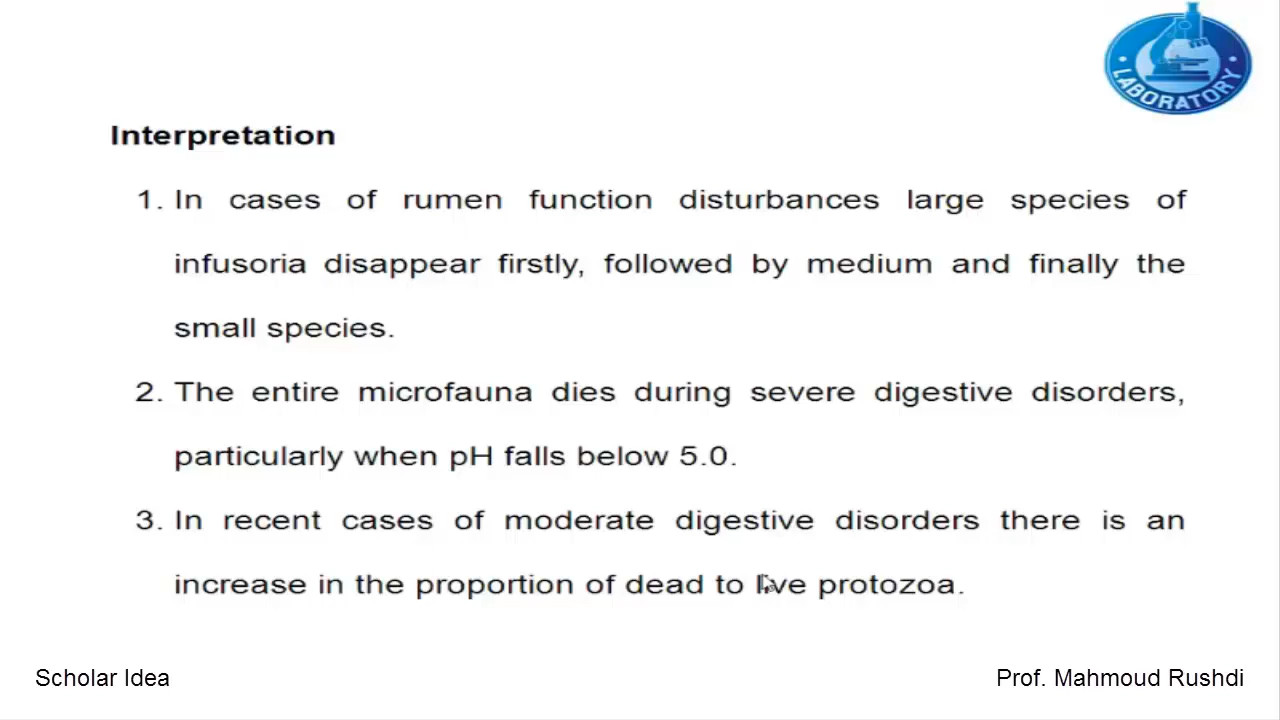 LABORATORY
Interpretation
1. In cases of rumen function disturbances large species of
infusoria disappear firstly, followed by medium and finally the
small species.
2. The entire microfauna dies during severe digestive disorders,
particularly when pH falls below 5.0.
3. In recent cases of moderate digestive disorders there is an
increase in the proportion of dead to live protozoa.
Scholar Idea
Prof. Mahmoud Rushdi